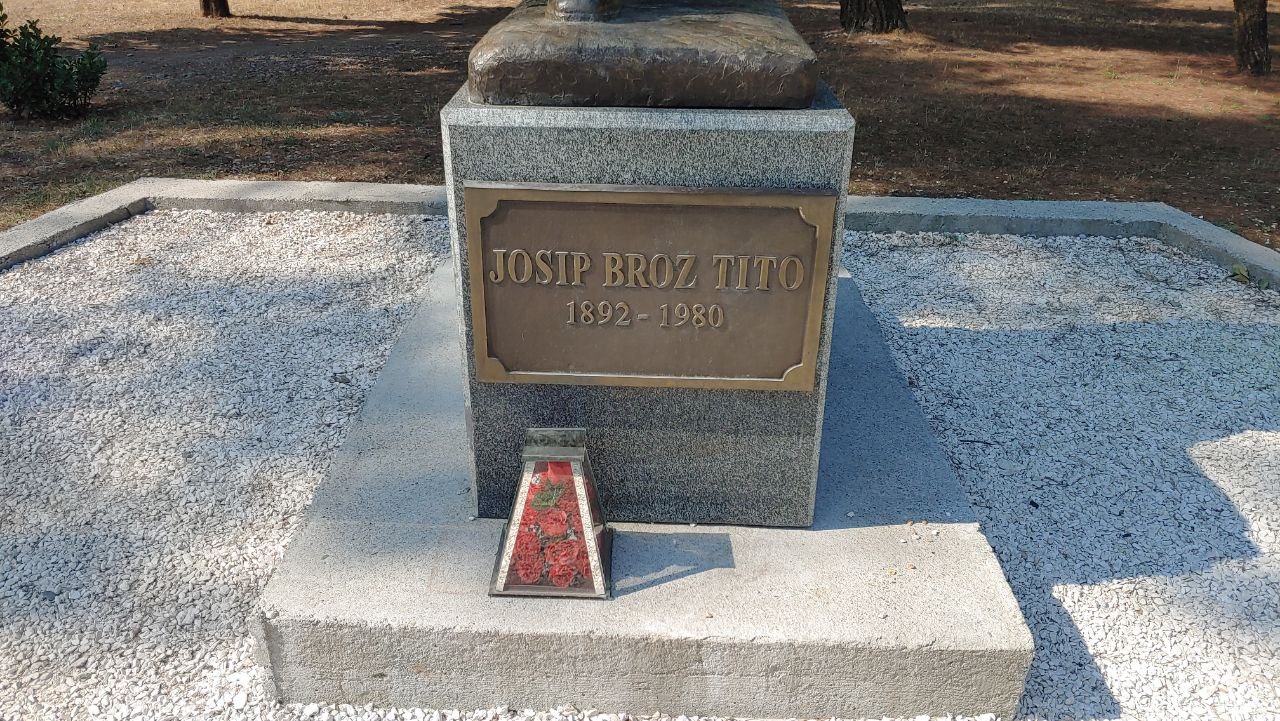 JOSIP BROZ TITO
1892 - 1980